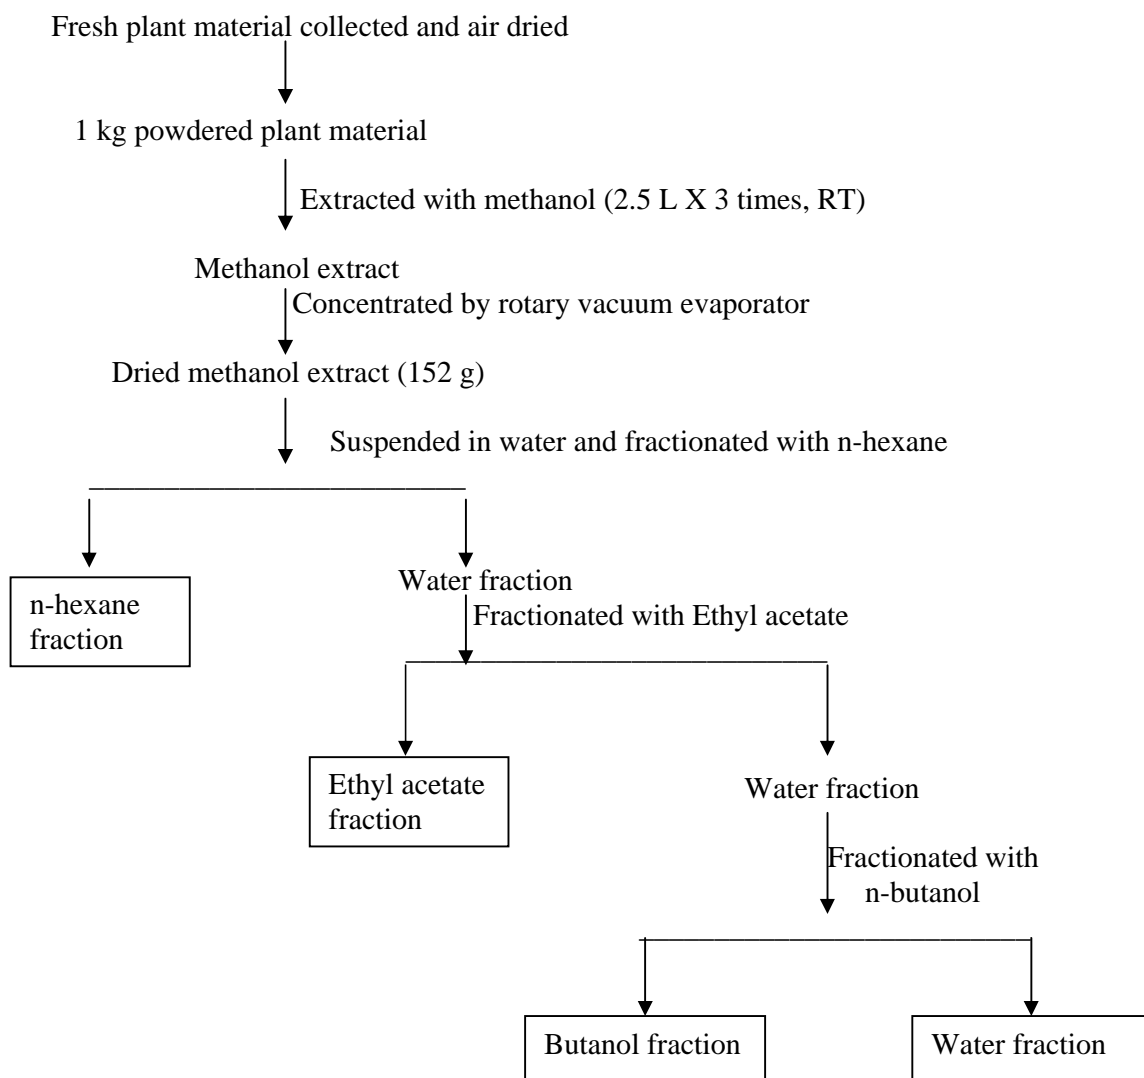 Fresh plant material collected and air dried
1 kg powdered plant material
Extracted with methanol (2.5 L X 3 times, RT)
Methanol extract
Concentrated by rotary vacuum evaporator
Dried methanol extract (152 g)
Suspended in water and fractionated with n-hexane
n-hexane
fraction
Water fraction
Fractionated with Ethyl acetate
Ethyl acetate
fraction
Water fraction
Fractionated with
n-butanol
Butanol fraction
Water fraction